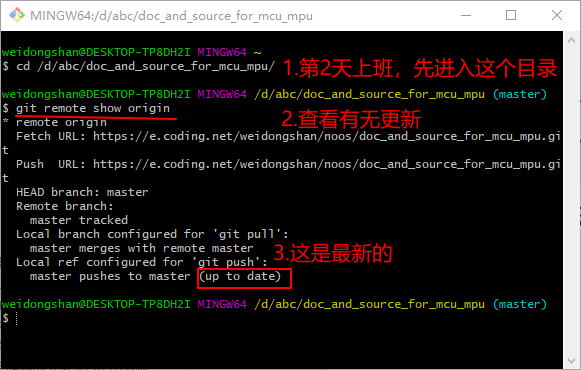 MINGW64:/d/abc/doc_and_source_for_mcu_mpu
weidongshan@DESKTOP-TP8DH2I MINGW64 ~
$ cd /d/abc/doc_and_source_for_mcu_mpu/
1.第2天上班，先进入这个目录
weidongshan@DESKTOP-TP8DH2I MINGW64 /d/abc/doc_and_source_for_mcu_mpu (master)
$ git remote show origin
2.查看有无更新
* remote origin
  Fetch URL: https://e.coding.net/weidongshan/noos/doc_and_source_for_mcu_mpu.gi
t
  Push  URL: https://e.coding.net/weidongshan/noos/doc_and_source_for_mcu_mpu.gi
t
  HEAD branch: master
  Remote branch:
    master tracked
  Local branch configured for 'git pull':
    master merges with remote master
3.这是最新的
  Local ref configured for 'git push':
    master pushes to master (up to date)
weidongshan@DESKTOP-TP8DH2I MINGW64 /d/abc/doc_and_source_for_mcu_mpu (master)
$